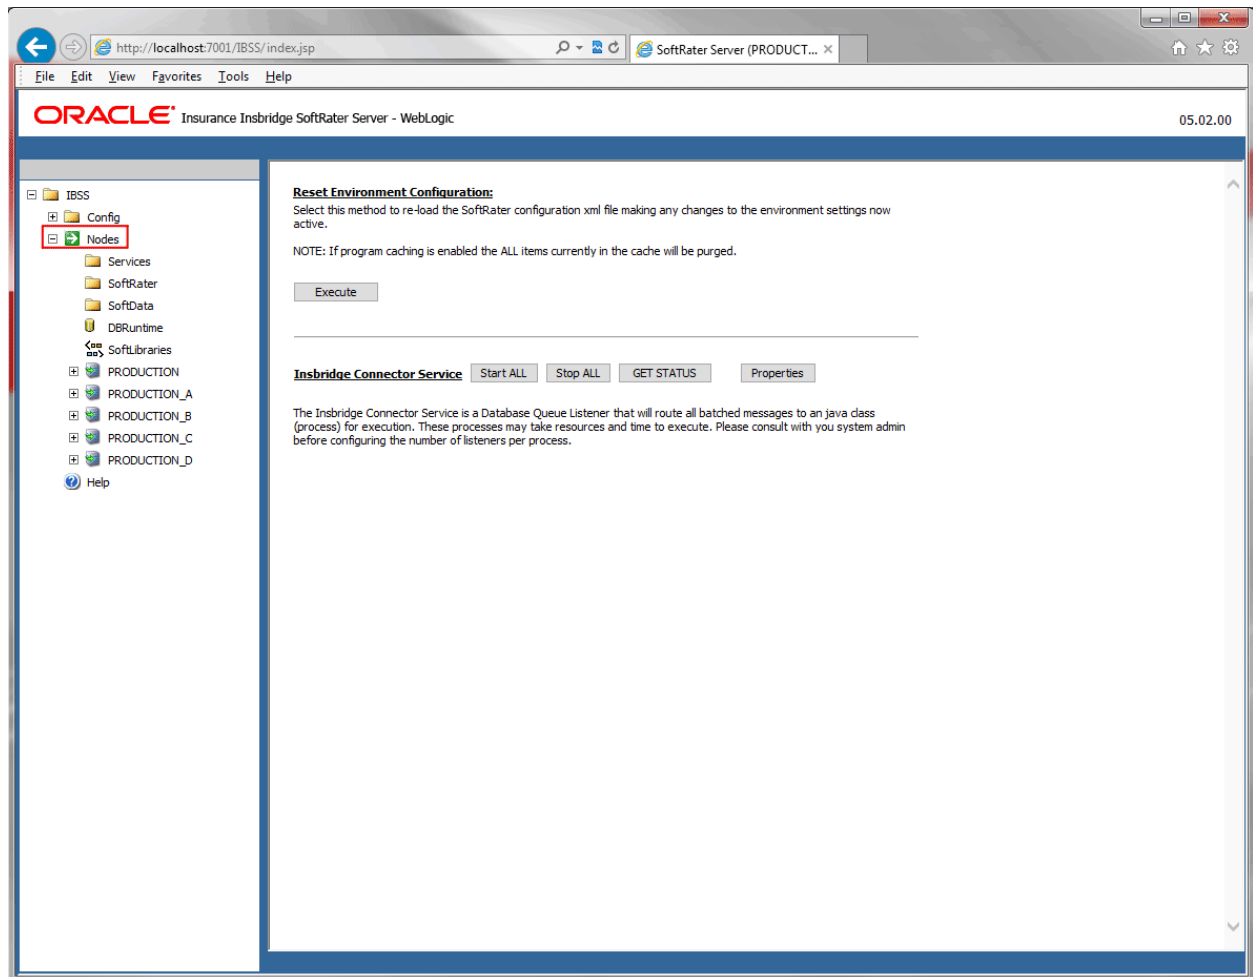 http://localhost:7001/IBSS/index.jsp
SoftRater Server (PRODUCT...
File Edit View Favorites Tools Help
ORACLE Insurance Insbridge SoftRater Server - WebLogic
05.02.00
IBSS
Config
Nodes
Services
SoftRater
SoftData
DBRuntime
SoftLibraries
PRODUCTION
PRODUCTION_A
PRODUCTION_B
PRODUCTION_C
PRODUCTION_D
Help
Reset Environment Configuration:
Select this method to re-load the SoftRater configuration xml file making any changes to the environment settings now
active.
NOTE: If program caching is enabled the ALL items currently in the cache will be purged.
Execute
Insbridge Connector Service Start ALL Stop ALL GET STATUS Properties
The Insbridge Connector Service is a Database Queue Listener that will route all batched messages to an java class
(process) for execution. These processes may take resources and time to execute. Please consult with you system admin
before configuring the number of listeners per process.